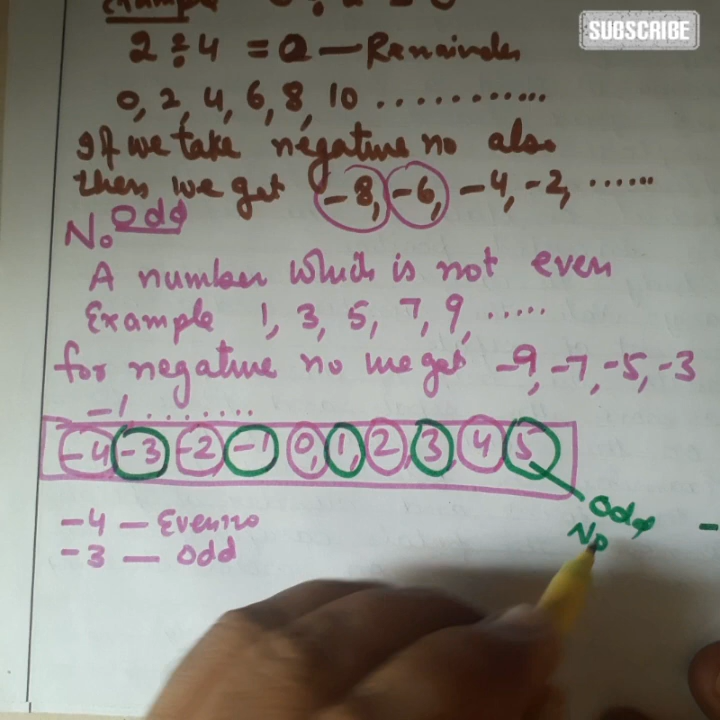 Example
SUBSCRIBE
2 ÷ 4 = 0 — Remainder
0, 2, 4, 6, 8, 10 ............
If we take negative no also
then we get -8, -6, -4, -2, ......
Odd
No
A number which is not even
Example 1, 3, 5, 7, 9, .....
for negative no we get -9, -7, -5, -3
-1 ........
-4 -3 -2 -1 0, 1, 2, 3, 4 5
Odd
No
-4 — Even no
-3 — Odd